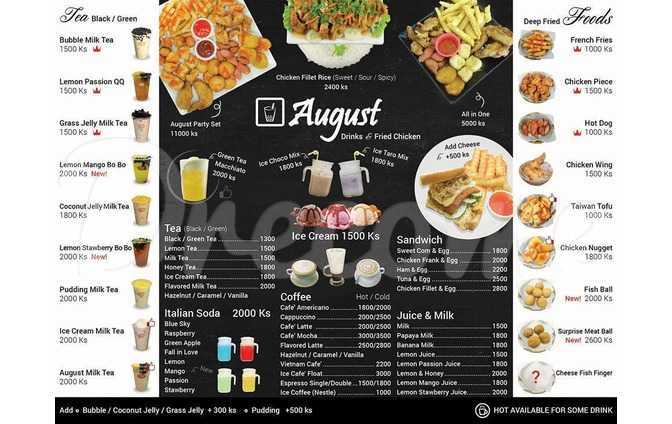 Tea Black / Green
Bubble Milk Tea
1500 Ks
Lemon Passion QQ
1500 Ks
Grass Jelly Milk Tea
1500 Ks
Lemon Mango Bo Bo
2000 Ks New!
Coconut Jelly Milk Tea
1800 Ks
Lemon Stawberry Bo Bo
2000 Ks New!
Pudding Milk Tea
2000 Ks
Ice Cream Milk Tea
2000 Ks
August Milk Tea
2000 Ks
August Party Set
11000 ks
Chicken Fillet Rice (Sweet / Sour / Spicy)
2400 ks
All in One
5000 ks
August
Drinks & Fried Chicken
Green Tea
Macchiato
2000 ks
Ice Choco Mix
1800 ks
Ice Taro Mix
1800 ks
Add Cheese
+500 ks
Ice Cream 1500 Ks
Tea (Black / Green)
Black / Green Tea 1300
Lemon Tea 1500
Milk Tea 1500
Honey Tea 1800
Ice Cream Tea 1800
Flavored Milk Tea 2000
Hazelnut / Caramel / Vanilla
Italian Soda 2000 Ks
Blue Sky
Raspberry
Green Apple
Fall in Love
Lemon
Mango
New
Passion
Stawberry
Coffee Hot / Cold
Cafe' Americano 1800/2000
Cappuccino 2000/2500
Cafe' Latte 2000/2500
Cafe' Mocha 3000/3500
Flavored Latte 2500/2800
Hazelnut / Caramel / Vanilla
Vietnam Cafe' 2200
Ice Cafe' Float 3000
Espresso Single/Double 1500/1800
Ice Coffee (Nestle) 1000
Sandwich
Sweet Corn & Egg 1800
Chicken Frank & Egg 2000
Ham & Egg 2200
Tuna & Egg 2500
Chicken Fillet & Egg 2800
Juice & Milk
Milk 1500
Papaya Milk 1800
Banana Milk 1800
Lemon Juice 1500
Lemon Passion Juice 1800
Lemon & Honey 2000
Lemon Mango Juice 1800
Lemon Stawberry Juice 2000
Deep Fried Foods
French Fries
1000 Ks
Chicken Piece
1500 Ks
Hot Dog
1000 Ks
Chicken Wing
1500 Ks
Taiwan Tofu
1000 Ks
Chicken Nugget
1800 Ks
Fish Ball
New! 2000 Ks
Surprise Meat Ball
New! 2600 Ks
?
Cheese Fish Finger
Add Bubble / Coconut Jelly / Grass Jelly + 300 ks Pudding +500 ks
HOT AVAILABLE FOR SOME DRINK